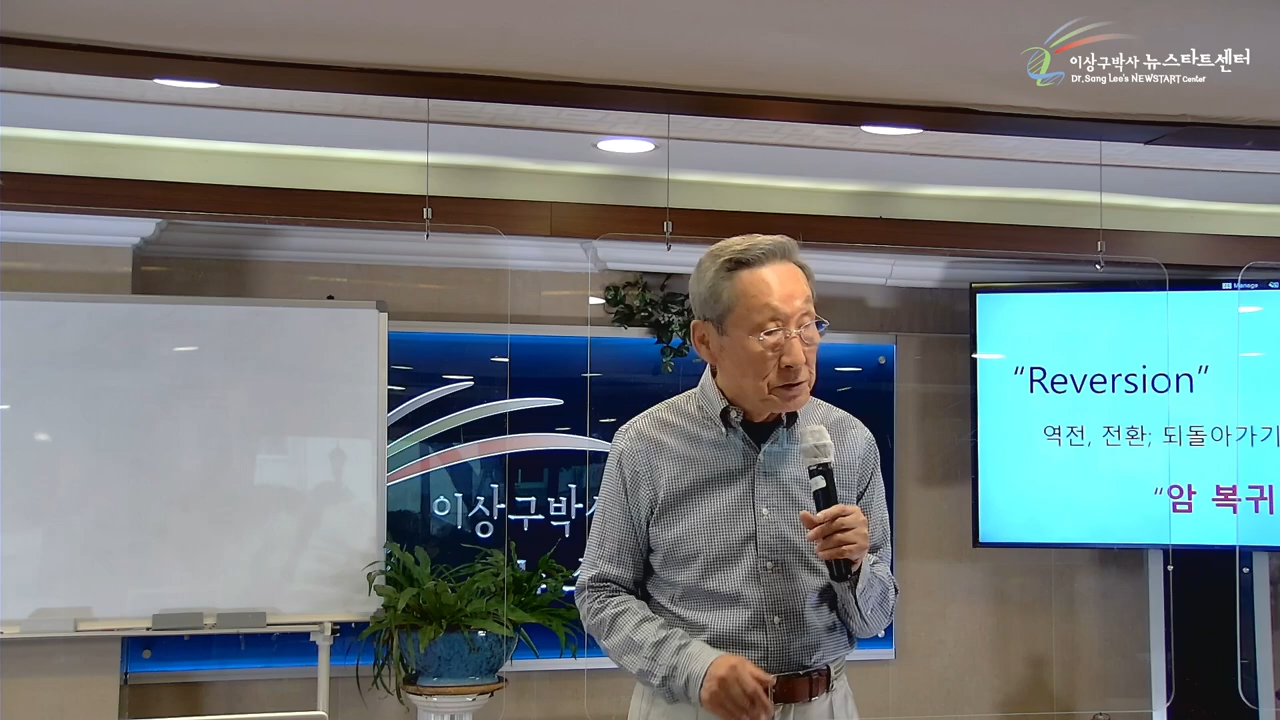 이상구박사 뉴스타트센터
Dr. Sang Lee's NEWSTART Center
Manage
"Reversion"
역전, 전환; 되돌아가기
"암 복귀
이상구박사